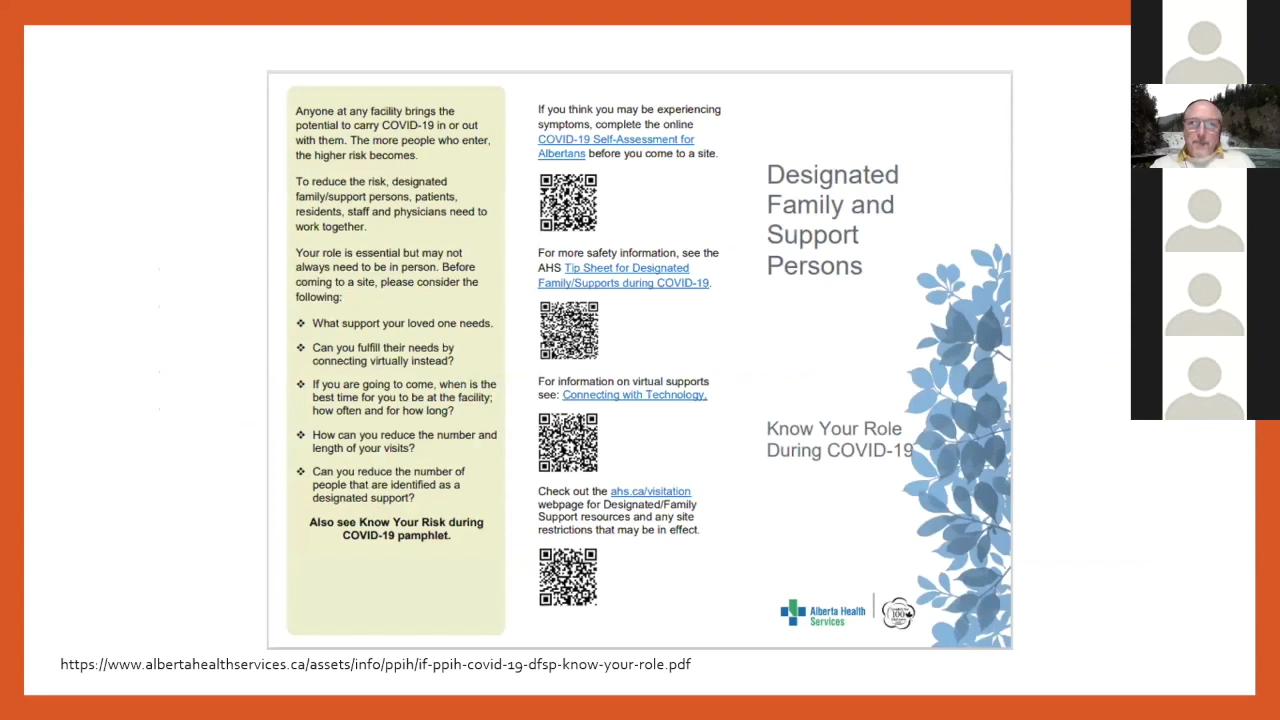 Anyone at any facility brings the
potential to carry COVID-19 in or out
with them. The more people who enter,
the higher risk becomes.
To reduce the risk, designated
family/support persons, patients,
residents, staff and physicians need to
work together.
Your role is essential but may not
always need to be in person. Before
coming to a site, please consider the
following:
❖ What support your loved one needs.
❖ Can you fulfill their needs by
connecting virtually instead?
❖ If you are going to come, when is the
best time for you to be at the facility;
how often and for how long?
❖ How can you reduce the number and
length of your visits?
❖ Can you reduce the number of
people that are identified as a
designated support?
Also see Know Your Risk during
COVID-19 pamphlet.
If you think you may be experiencing
symptoms, complete the online
COVID-19 Self-Assessment for
Albertans before you come to a site.
For more safety information, see the
AHS Tip Sheet for Designated
Family/Supports during COVID-19.
For information on virtual supports
see: Connecting with Technology,
Check out the ahs.ca/visitation
webpage for Designated/Family
Support resources and any site
restrictions that may be in effect.
Designated
Family and
Support
Persons
Know Your Role
During COVID-19
Alberta Health
Services
100
https://www.albertahealthservices.ca/assets/info/ppih/if-ppih-covid-19-dfsp-know-your-role.pdf